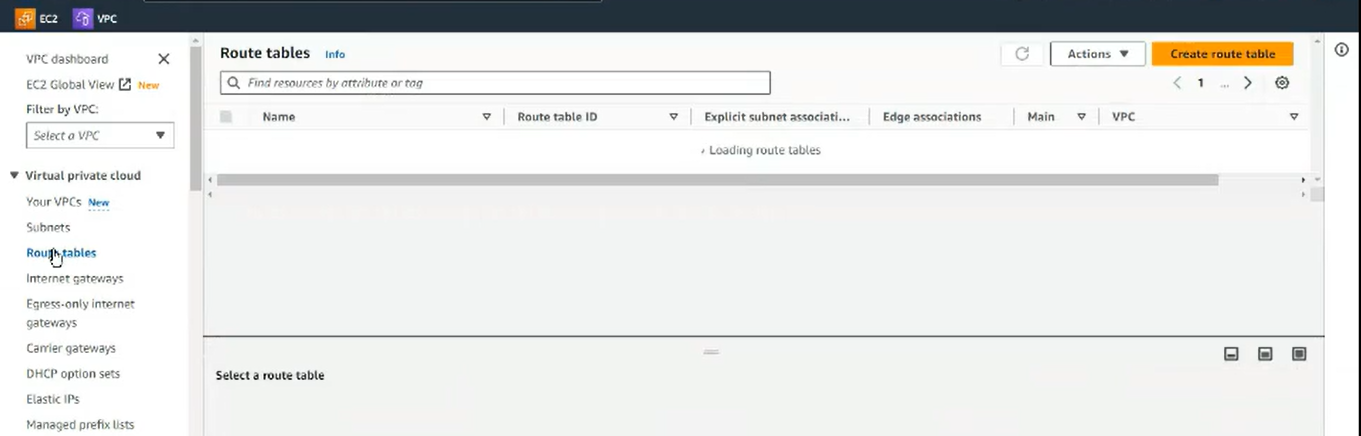 EC2 VPC
VPC dashboard
EC2 Global View New
Filter by VPC:
Select a VPC
Virtual private cloud
Your VPCs New
Subnets
Route tables
Internet gateways
Egress-only internet
gateways
Carrier gateways
DHCP option sets
Elastic IPs
Managed prefix lists
Route tables Info
Actions
Create route table
Find resources by attribute or tag
1 ...
Name Route table ID Explicit subnet associati... Edge associations Main VPC
Loading route tables
Select a route table